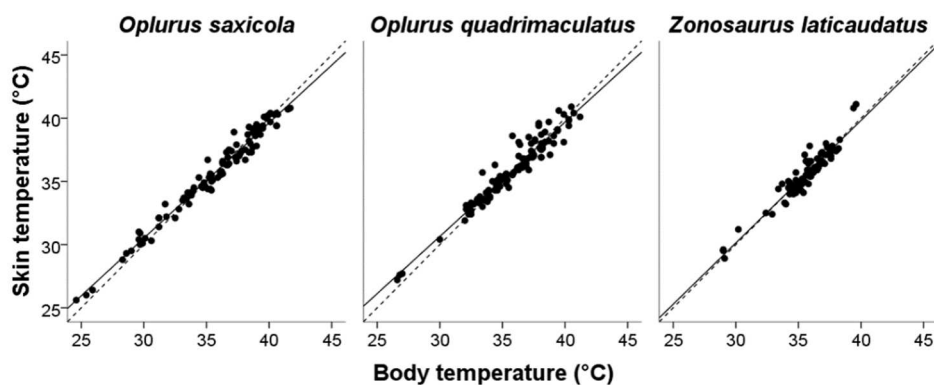 Oplurus saxicola Oplurus quadrimaculatus Zonosaurus laticaudatus
Skin temperature (°C)
45
40
35
30
25
25 30 35 40 45 25 30 35 40 45 25 30 35 40 45
Body temperature (°C)